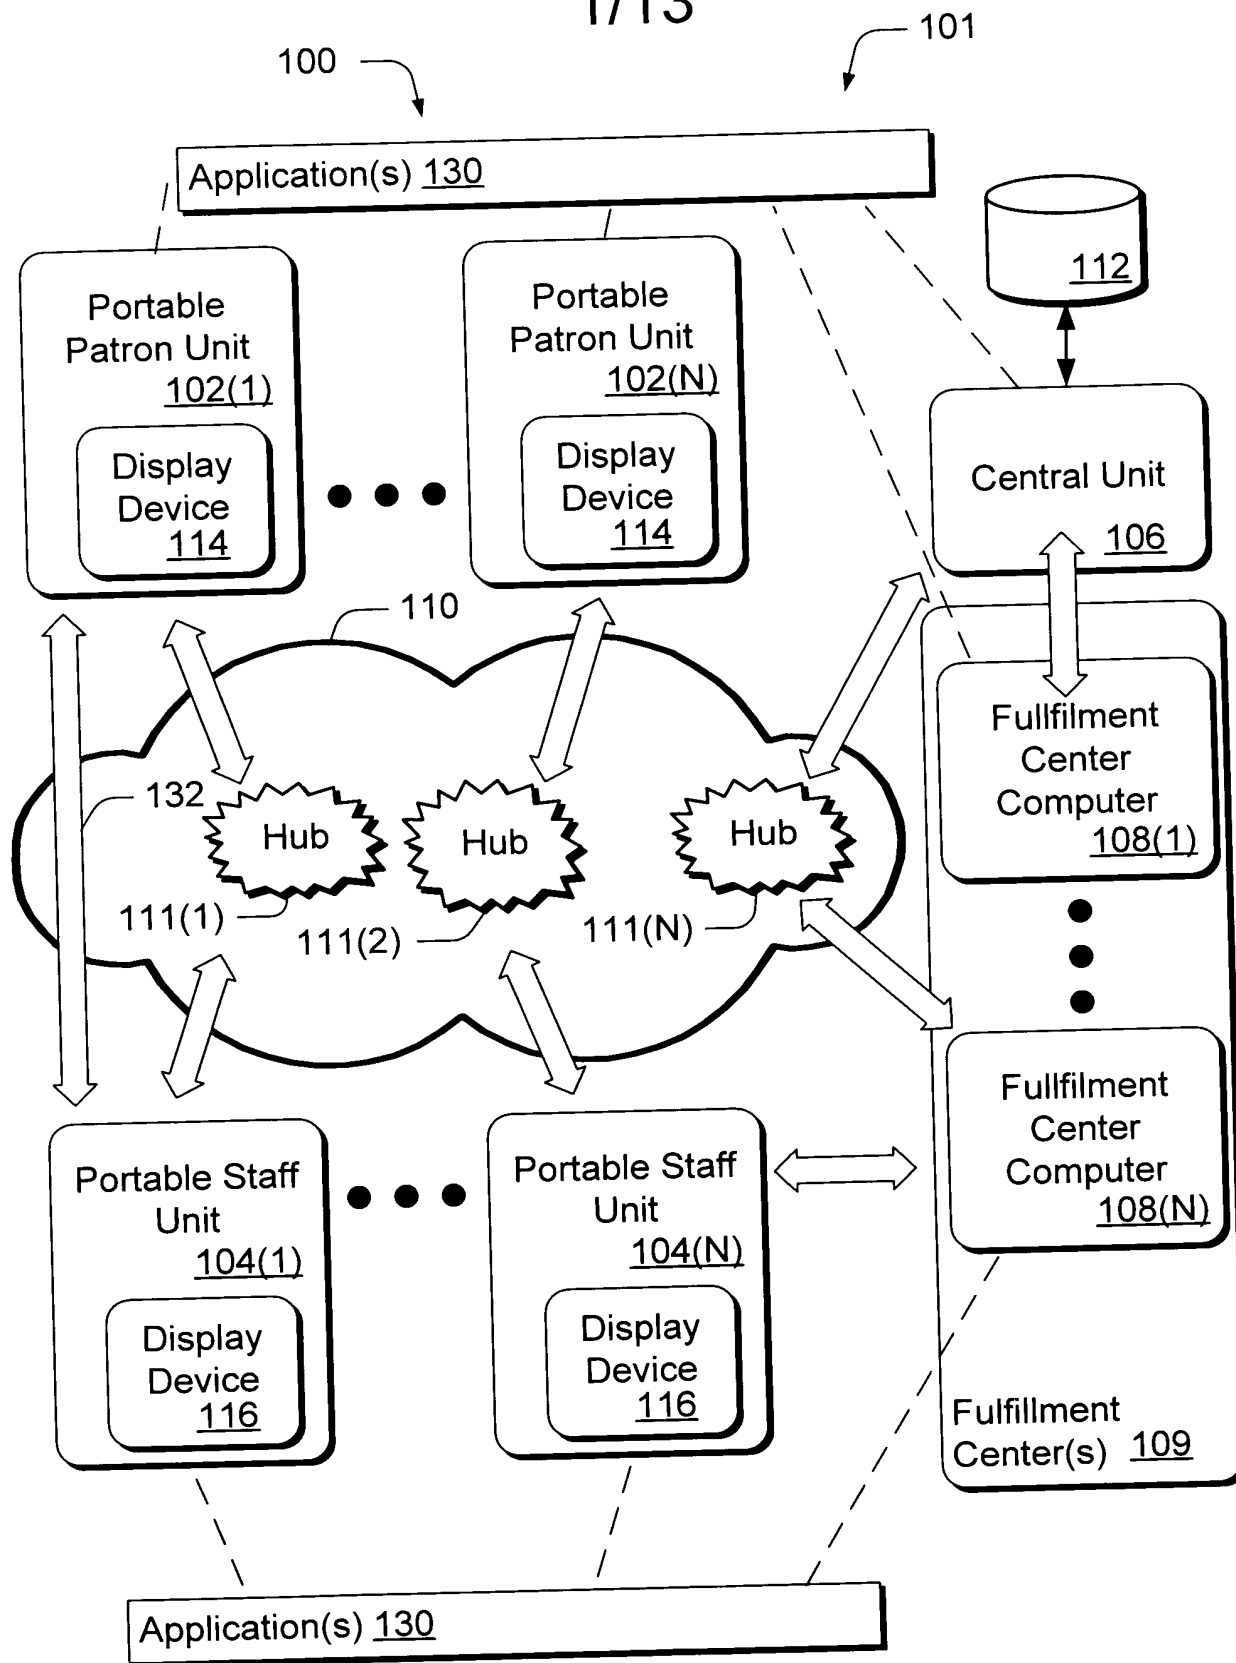 1/13
100
101
Application(s) 130
112
Portable
Patron Unit
102(1)
Display
Device
114
Portable
Patron Unit
102(N)
Display
Device
114
Central Unit
106
110
Fullfilment
Center
Computer
108(1)
132
Hub
Hub
Hub
111(1)
111(2)
111(N)
Fullfilment
Center
Computer
108(N)
Portable Staff
Unit
104(1)
Display
Device
116
Portable Staff
Unit
104(N)
Display
Device
116
Fulfillment
Center(s) 109
Application(s) 130